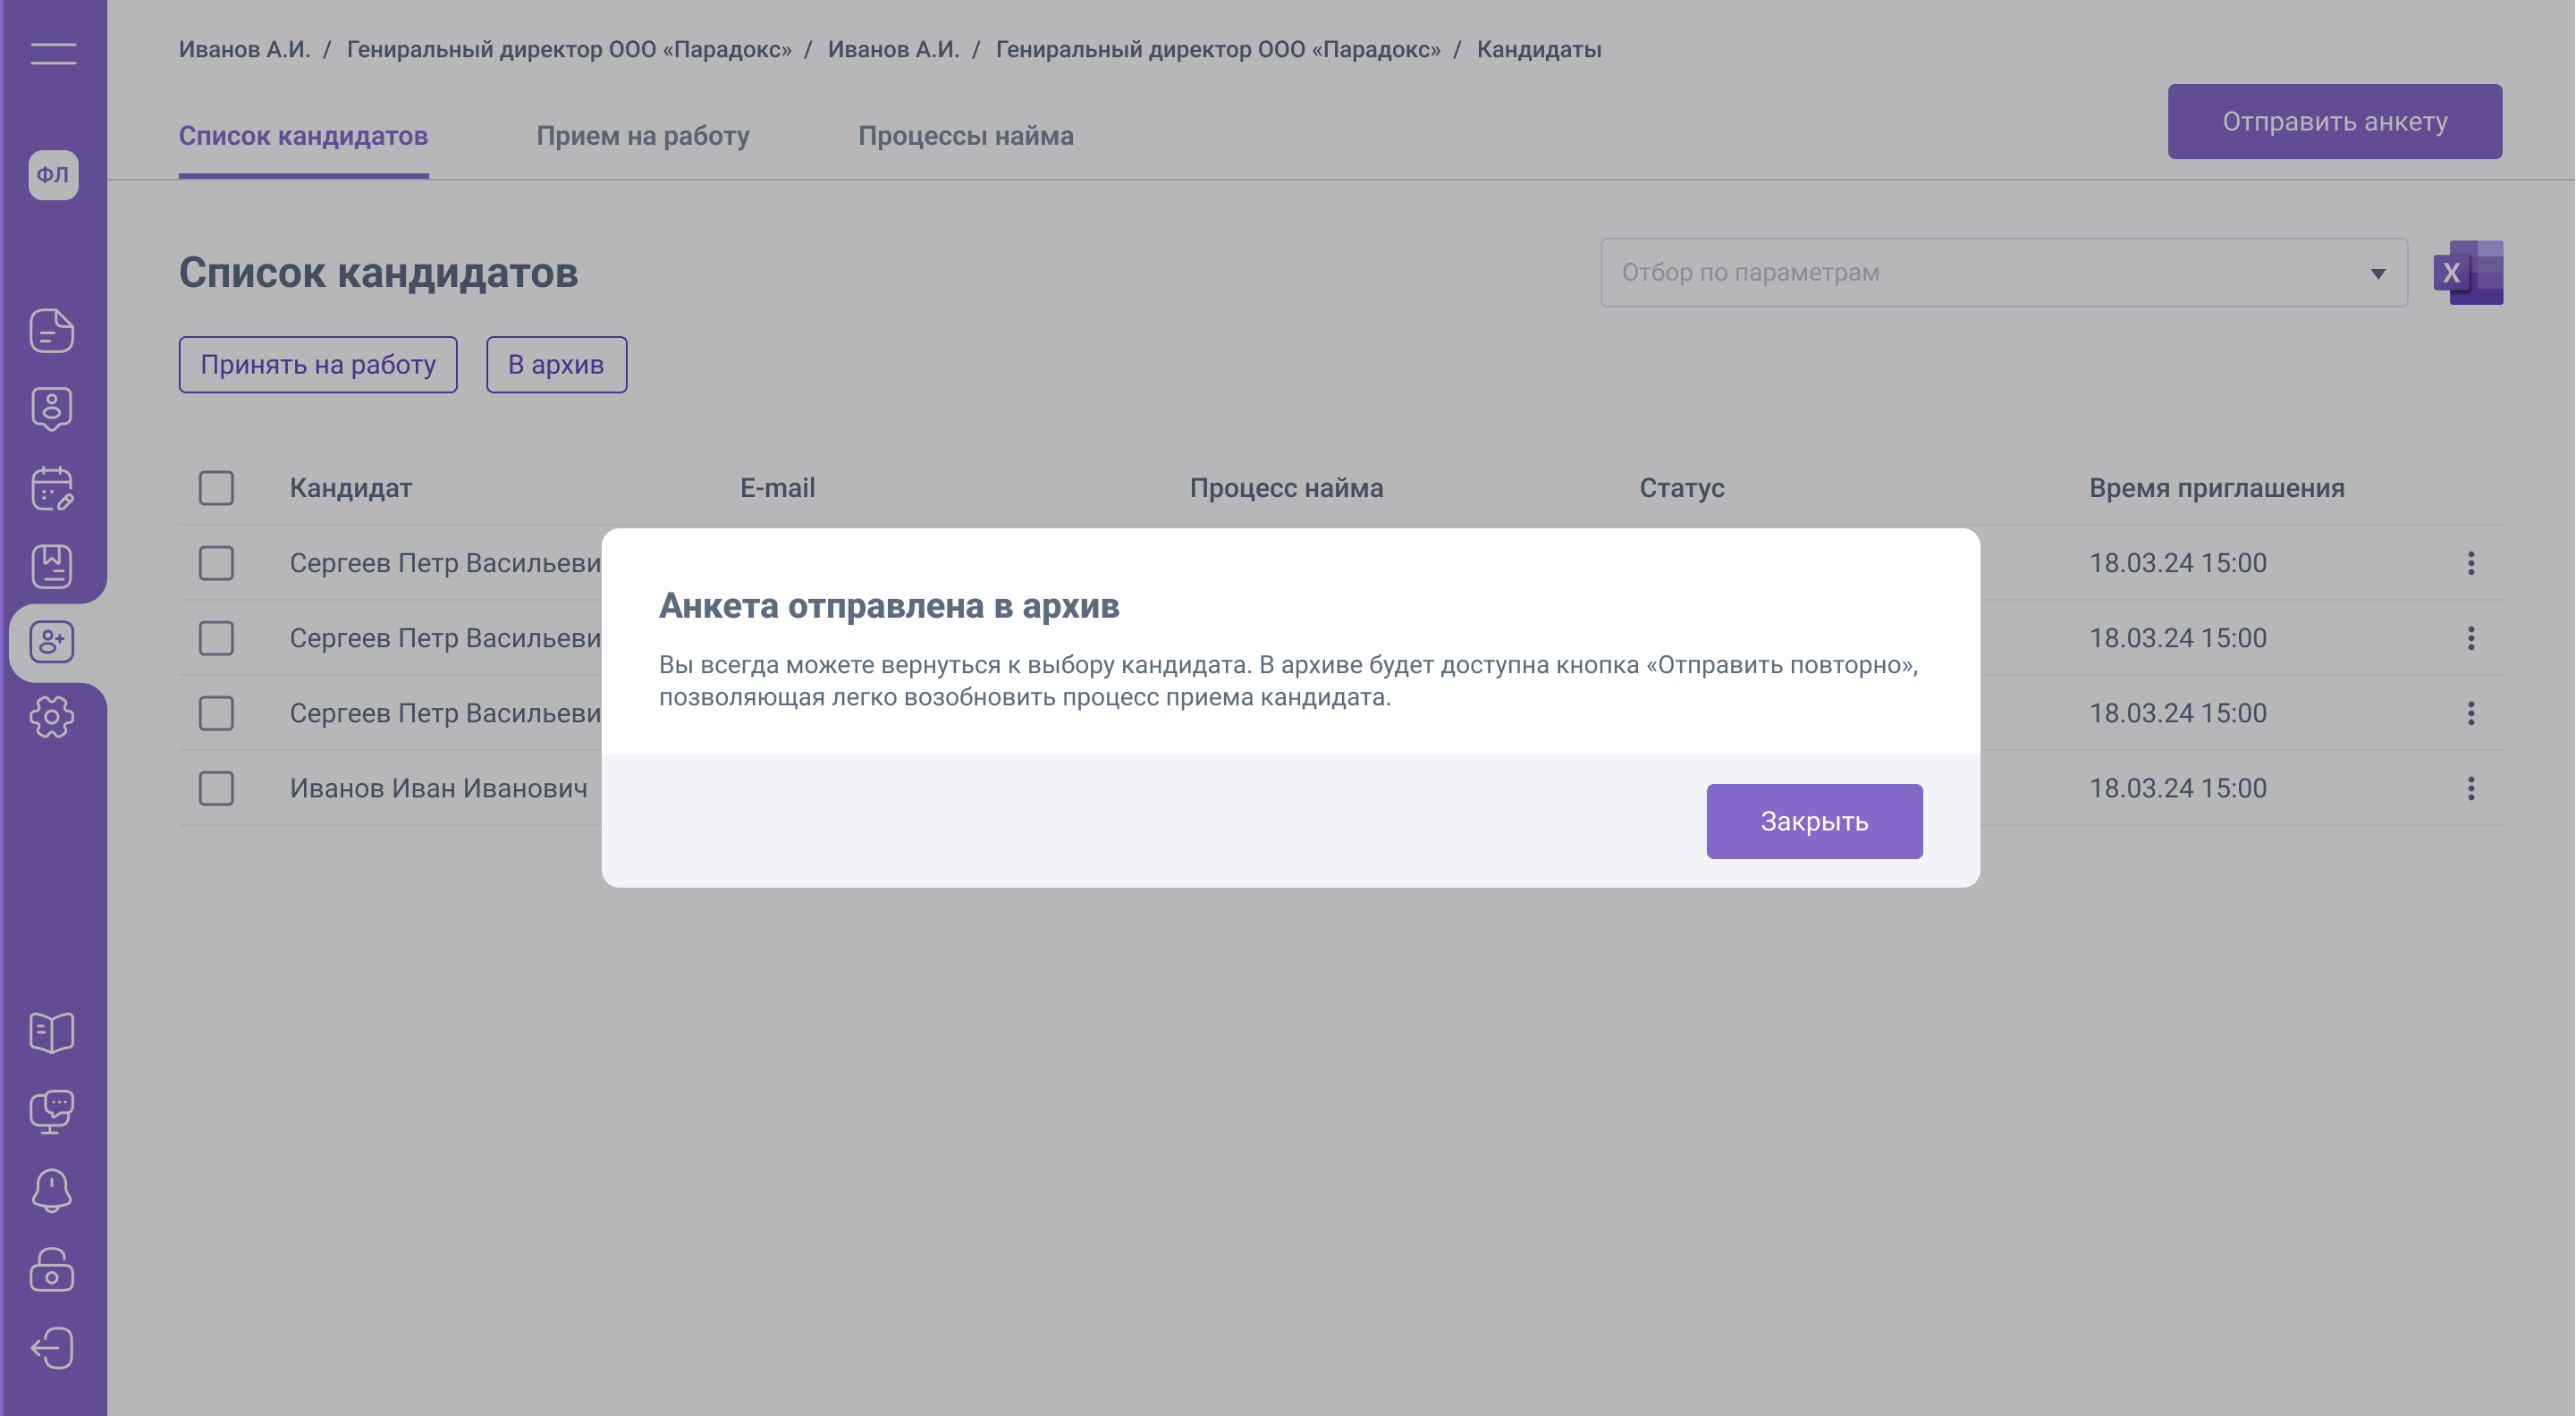 Иванов А.И. / Гениральный директор ООО «Парадокс» / Иванов А.И. / Гениральный директор ООО «Парадокс» / Кандидаты
Список кандидатов Прием на работу Процессы найма
Отправить анкету
ФЛ
Список кандидатов
Отбор по параметрам
X
Принять на работу В архив
Кандидат E-mail Процесс найма Статус Время приглашения
Сергеев Петр Васильеви 18.03.24 15:00
Сергеев Петр Васильеви 18.03.24 15:00
Сергеев Петр Васильеви 18.03.24 15:00
Иванов Иван Иванович 18.03.24 15:00
Анкета отправлена в архив
Вы всегда можете вернуться к выбору кандидата. В архиве будет доступна кнопка «Отправить повторно»,
позволяющая легко возобновить процесс приема кандидата.
Закрыть